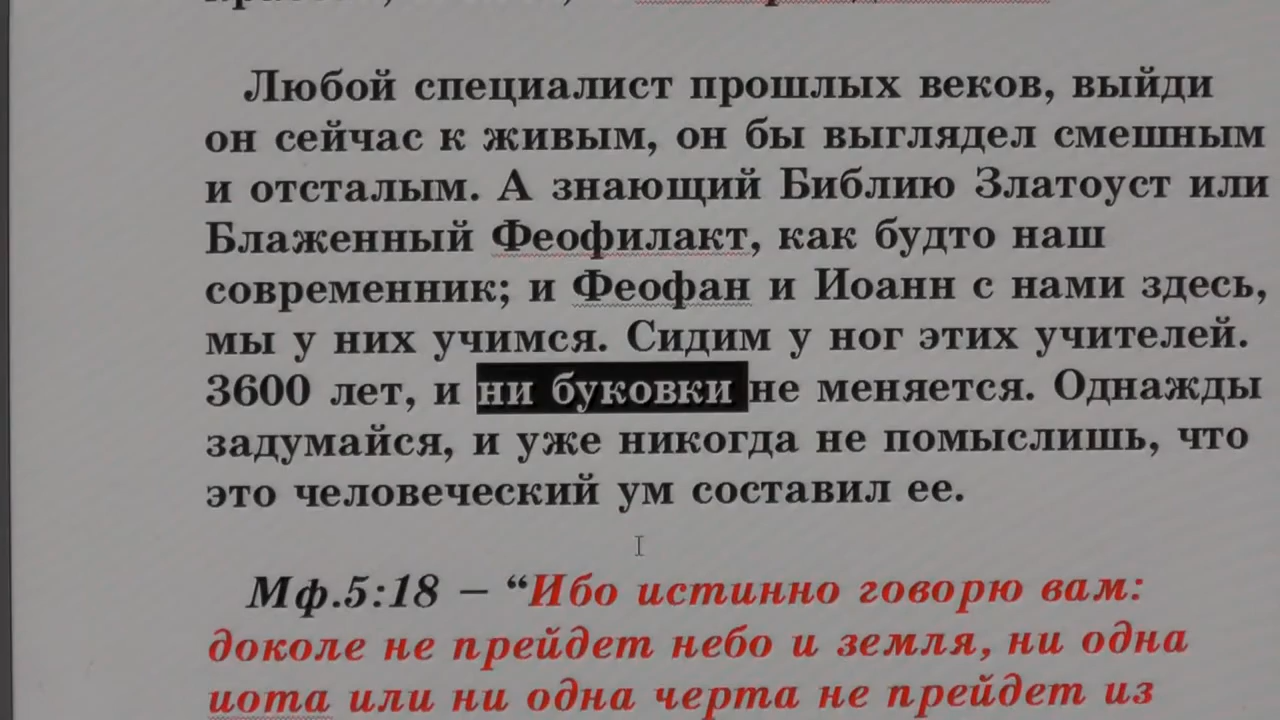 Любой специалист прошлых веков, выйди
он сейчас к живым, он бы выглядел смешным
и отсталым. А знающий Библию Златоуст или
Блаженный Феофилакт, как будто наш
современник; и Феофан и Иоанн с нами здесь,
мы у них учимся. Сидим у ног этих учителей.
3600 лет, и ни буковки не меняется. Однажды
задумайся, и уже никогда не помыслишь, что
это человеческий ум составил ее.
Мф.5:18 – “Ибо истинно говорю вам:
доколе не прейдет небо и земля, ни одна
иота или ни одна черта не прейдет из